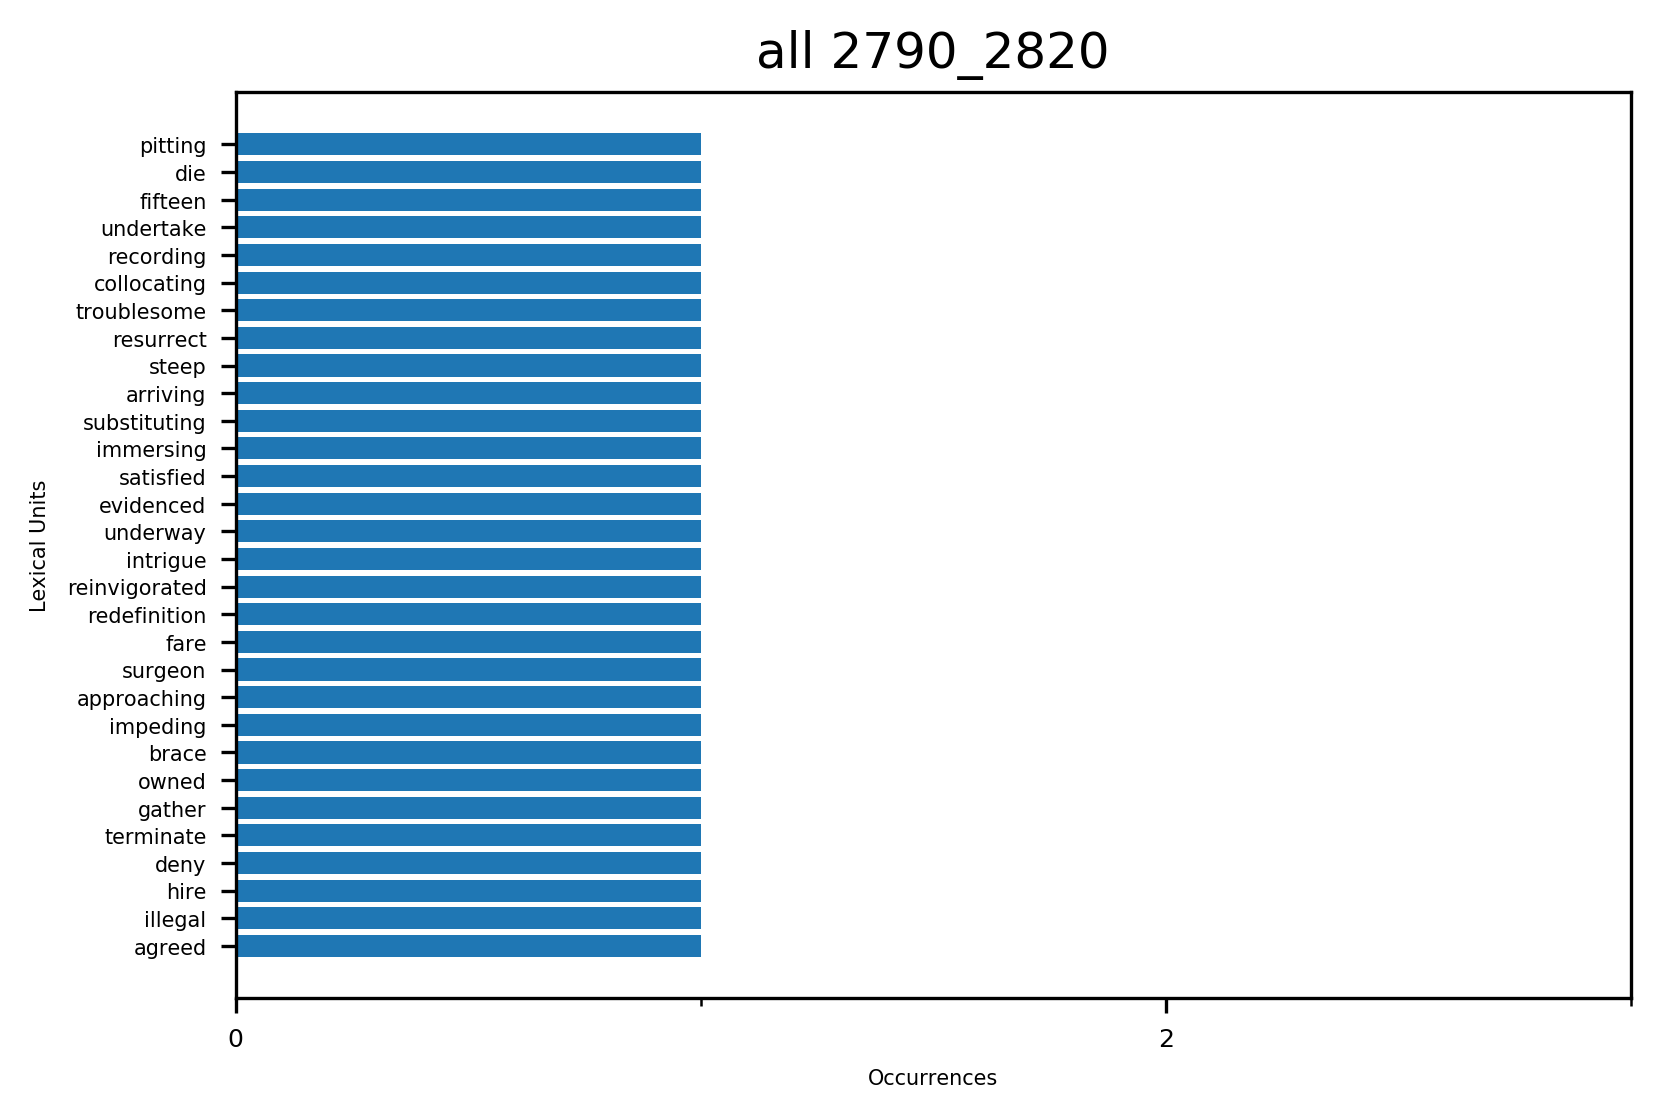 all 2790_2820
pitting
die
fifteen
undertake
recording
collocating
troublesome
resurrect
steep
arriving
substituting
immersing
satisfied
evidenced
underway
intrigue
reinvigorated
redefinition
fare
surgeon
approaching
impeding
brace
owned
gather
terminate
deny
hire
illegal
agreed
Lexical Units
0
2
Occurrences